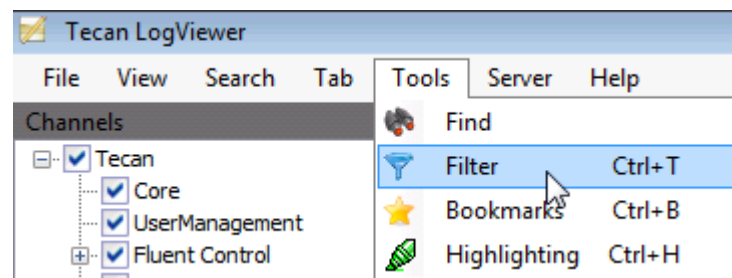 Tecan LogViewer
File View Search Tab Tools Server Help
Channels
Tecan
Core
UserManagement
Fluent Control
Find
Filter Ctrl+T
Bookmarks Ctrl+B
Highlighting Ctrl+H